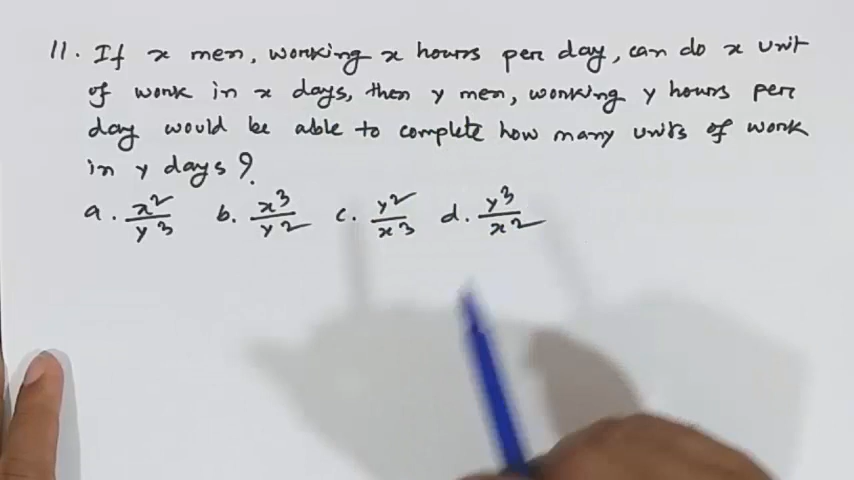 11. If x men, working x hours per day, can do x unit
of work in x days, then y men, working y hours per
day would be able to complete how many units of work
in y days?
a. x²/y³ b. x³/y² c. y²/x³ d. y³/x²